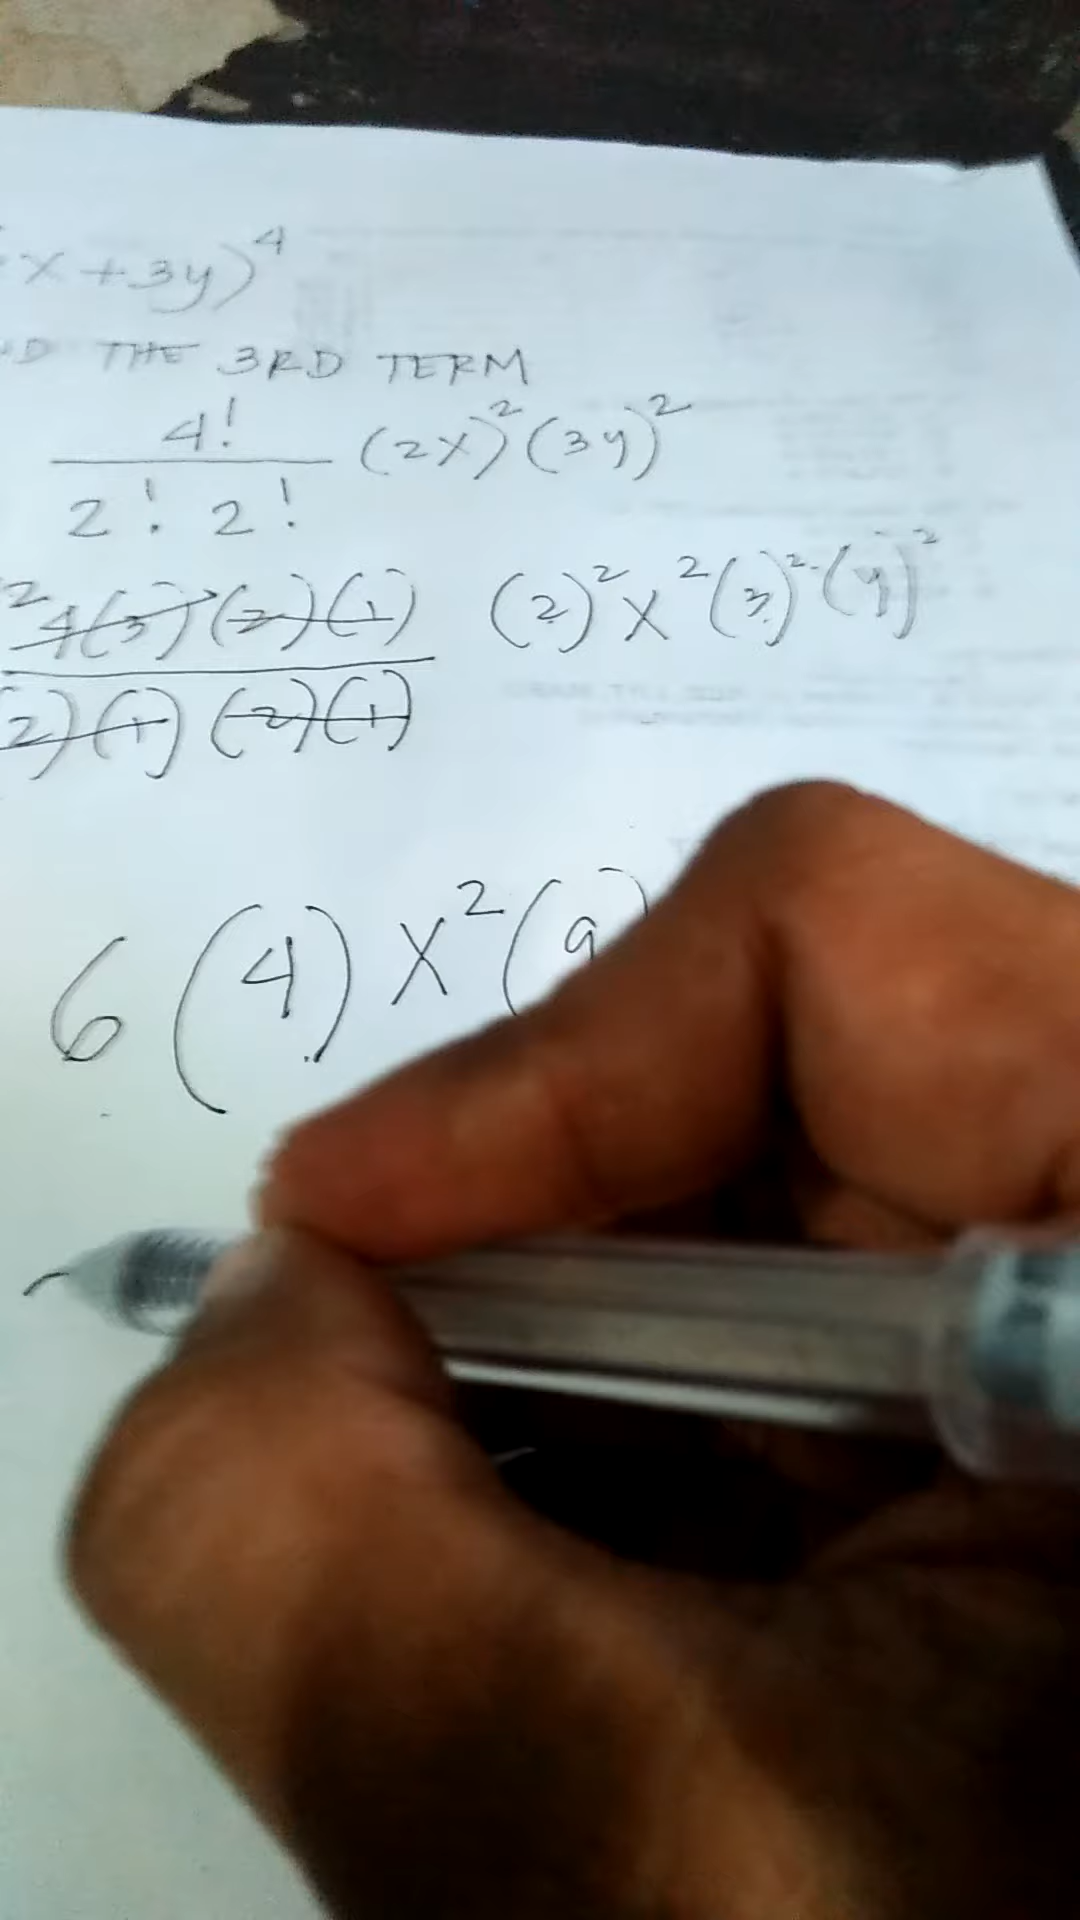 x + 3y)⁴
THE 3RD TERM
4! / 2! 2! (2x)² (3y)²
² 4(3)(2)(1) / 2)(1)(2)(1) (2)² x² (3)² (y)²
6 (4) x² (9)